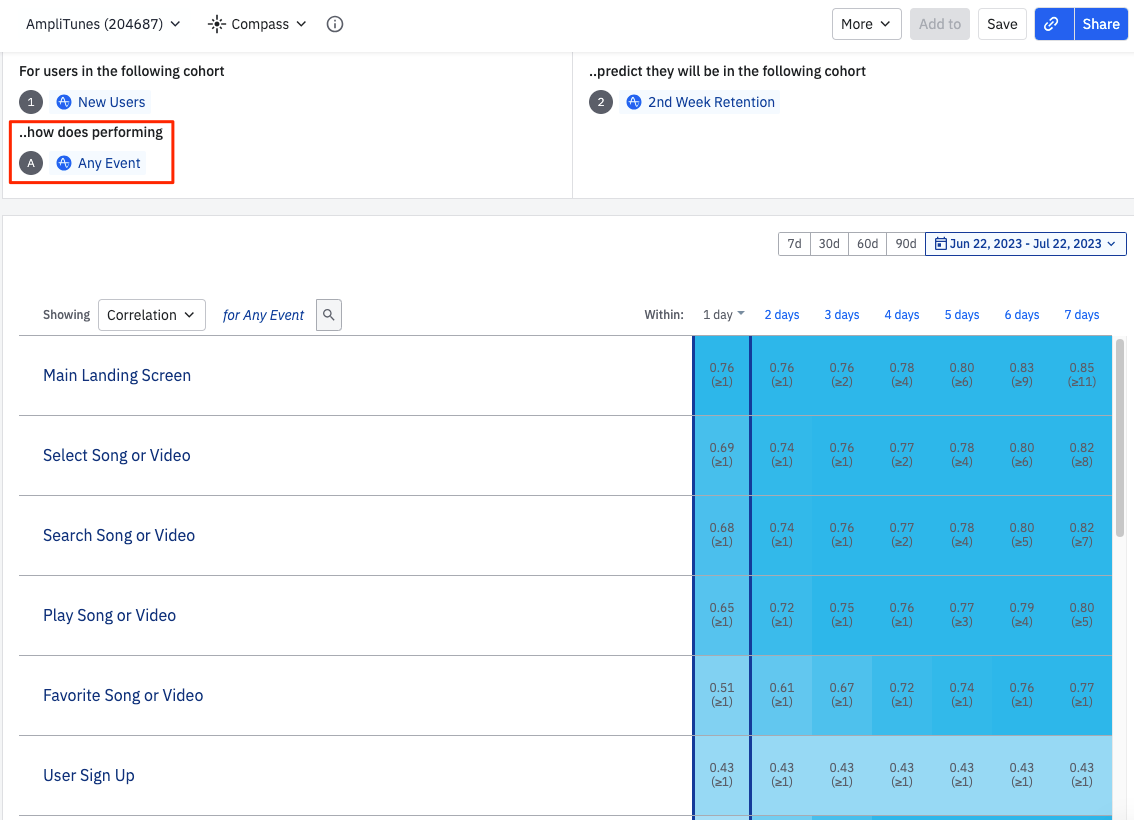 AmpliTunes (204687) Compass More Add to Save Share
For users in the following cohort
1 New Users
..how does performing
A Any Event
..predict they will be in the following cohort
2 2nd Week Retention
7d 30d 60d 90d Jun 22, 2023 - Jul 22, 2023
Showing Correlation for Any Event Within: 1 day 2 days 3 days 4 days 5 days 6 days 7 days
Main Landing Screen
0.76 0.76 0.76 0.78 0.80 0.83 0.85
(≥1) (≥1) (≥2) (≥4) (≥6) (≥9) (≥11)
Select Song or Video
0.69 0.74 0.76 0.77 0.78 0.80 0.82
(≥1) (≥1) (≥1) (≥2) (≥4) (≥6) (≥8)
Search Song or Video
0.68 0.74 0.76 0.77 0.78 0.80 0.82
(≥1) (≥1) (≥1) (≥2) (≥4) (≥5) (≥7)
Play Song or Video
0.65 0.72 0.75 0.76 0.77 0.79 0.80
(≥1) (≥1) (≥1) (≥1) (≥3) (≥4) (≥5)
Favorite Song or Video
0.51 0.61 0.67 0.72 0.74 0.76 0.77
(≥1) (≥1) (≥1) (≥1) (≥1) (≥1) (≥1)
User Sign Up
0.43 0.43 0.43 0.43 0.43 0.43 0.43
(≥1) (≥1) (≥1) (≥1) (≥1) (≥1) (≥1)